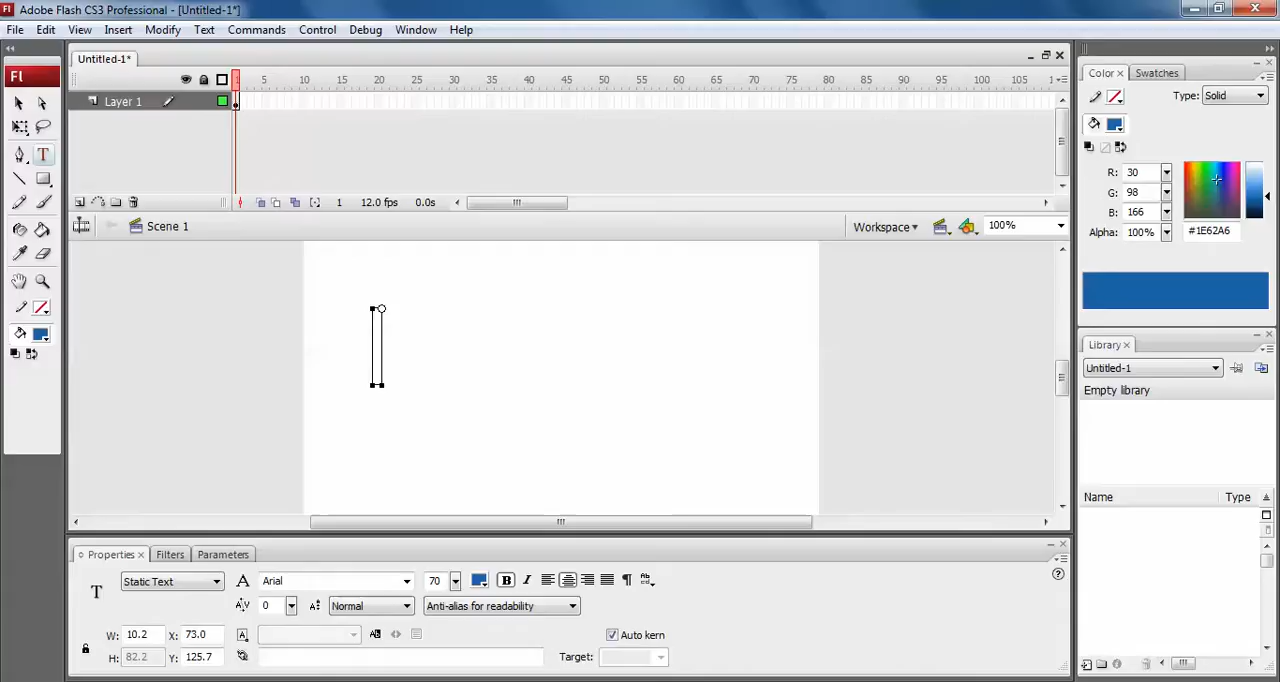 Fl Adobe Flash CS3 Professional - [Untitled-1*]
File Edit View Insert Modify Text Commands Control Debug Window Help
Fl
Untitled-1*
1 5 10 15 20 25 30 35 40 45 50 55 60 65 70 75 80 85 90 95 100 105 1
Layer 1
1 12.0 fps 0.0s
Scene 1 Workspace 100%
T
Color Swatches
Type: Solid
R: 30
G: 98
B: 166
Alpha: 100% #1E62A6
Library
Untitled-1
Empty library
Name Type
Properties Filters Parameters
T Static Text A Arial 70 B I ¶
A/V 0 Normal Anti-alias for readability
W: 10.2 X: 73.0 Auto kern
H: 82.2 Y: 125.7 Target: